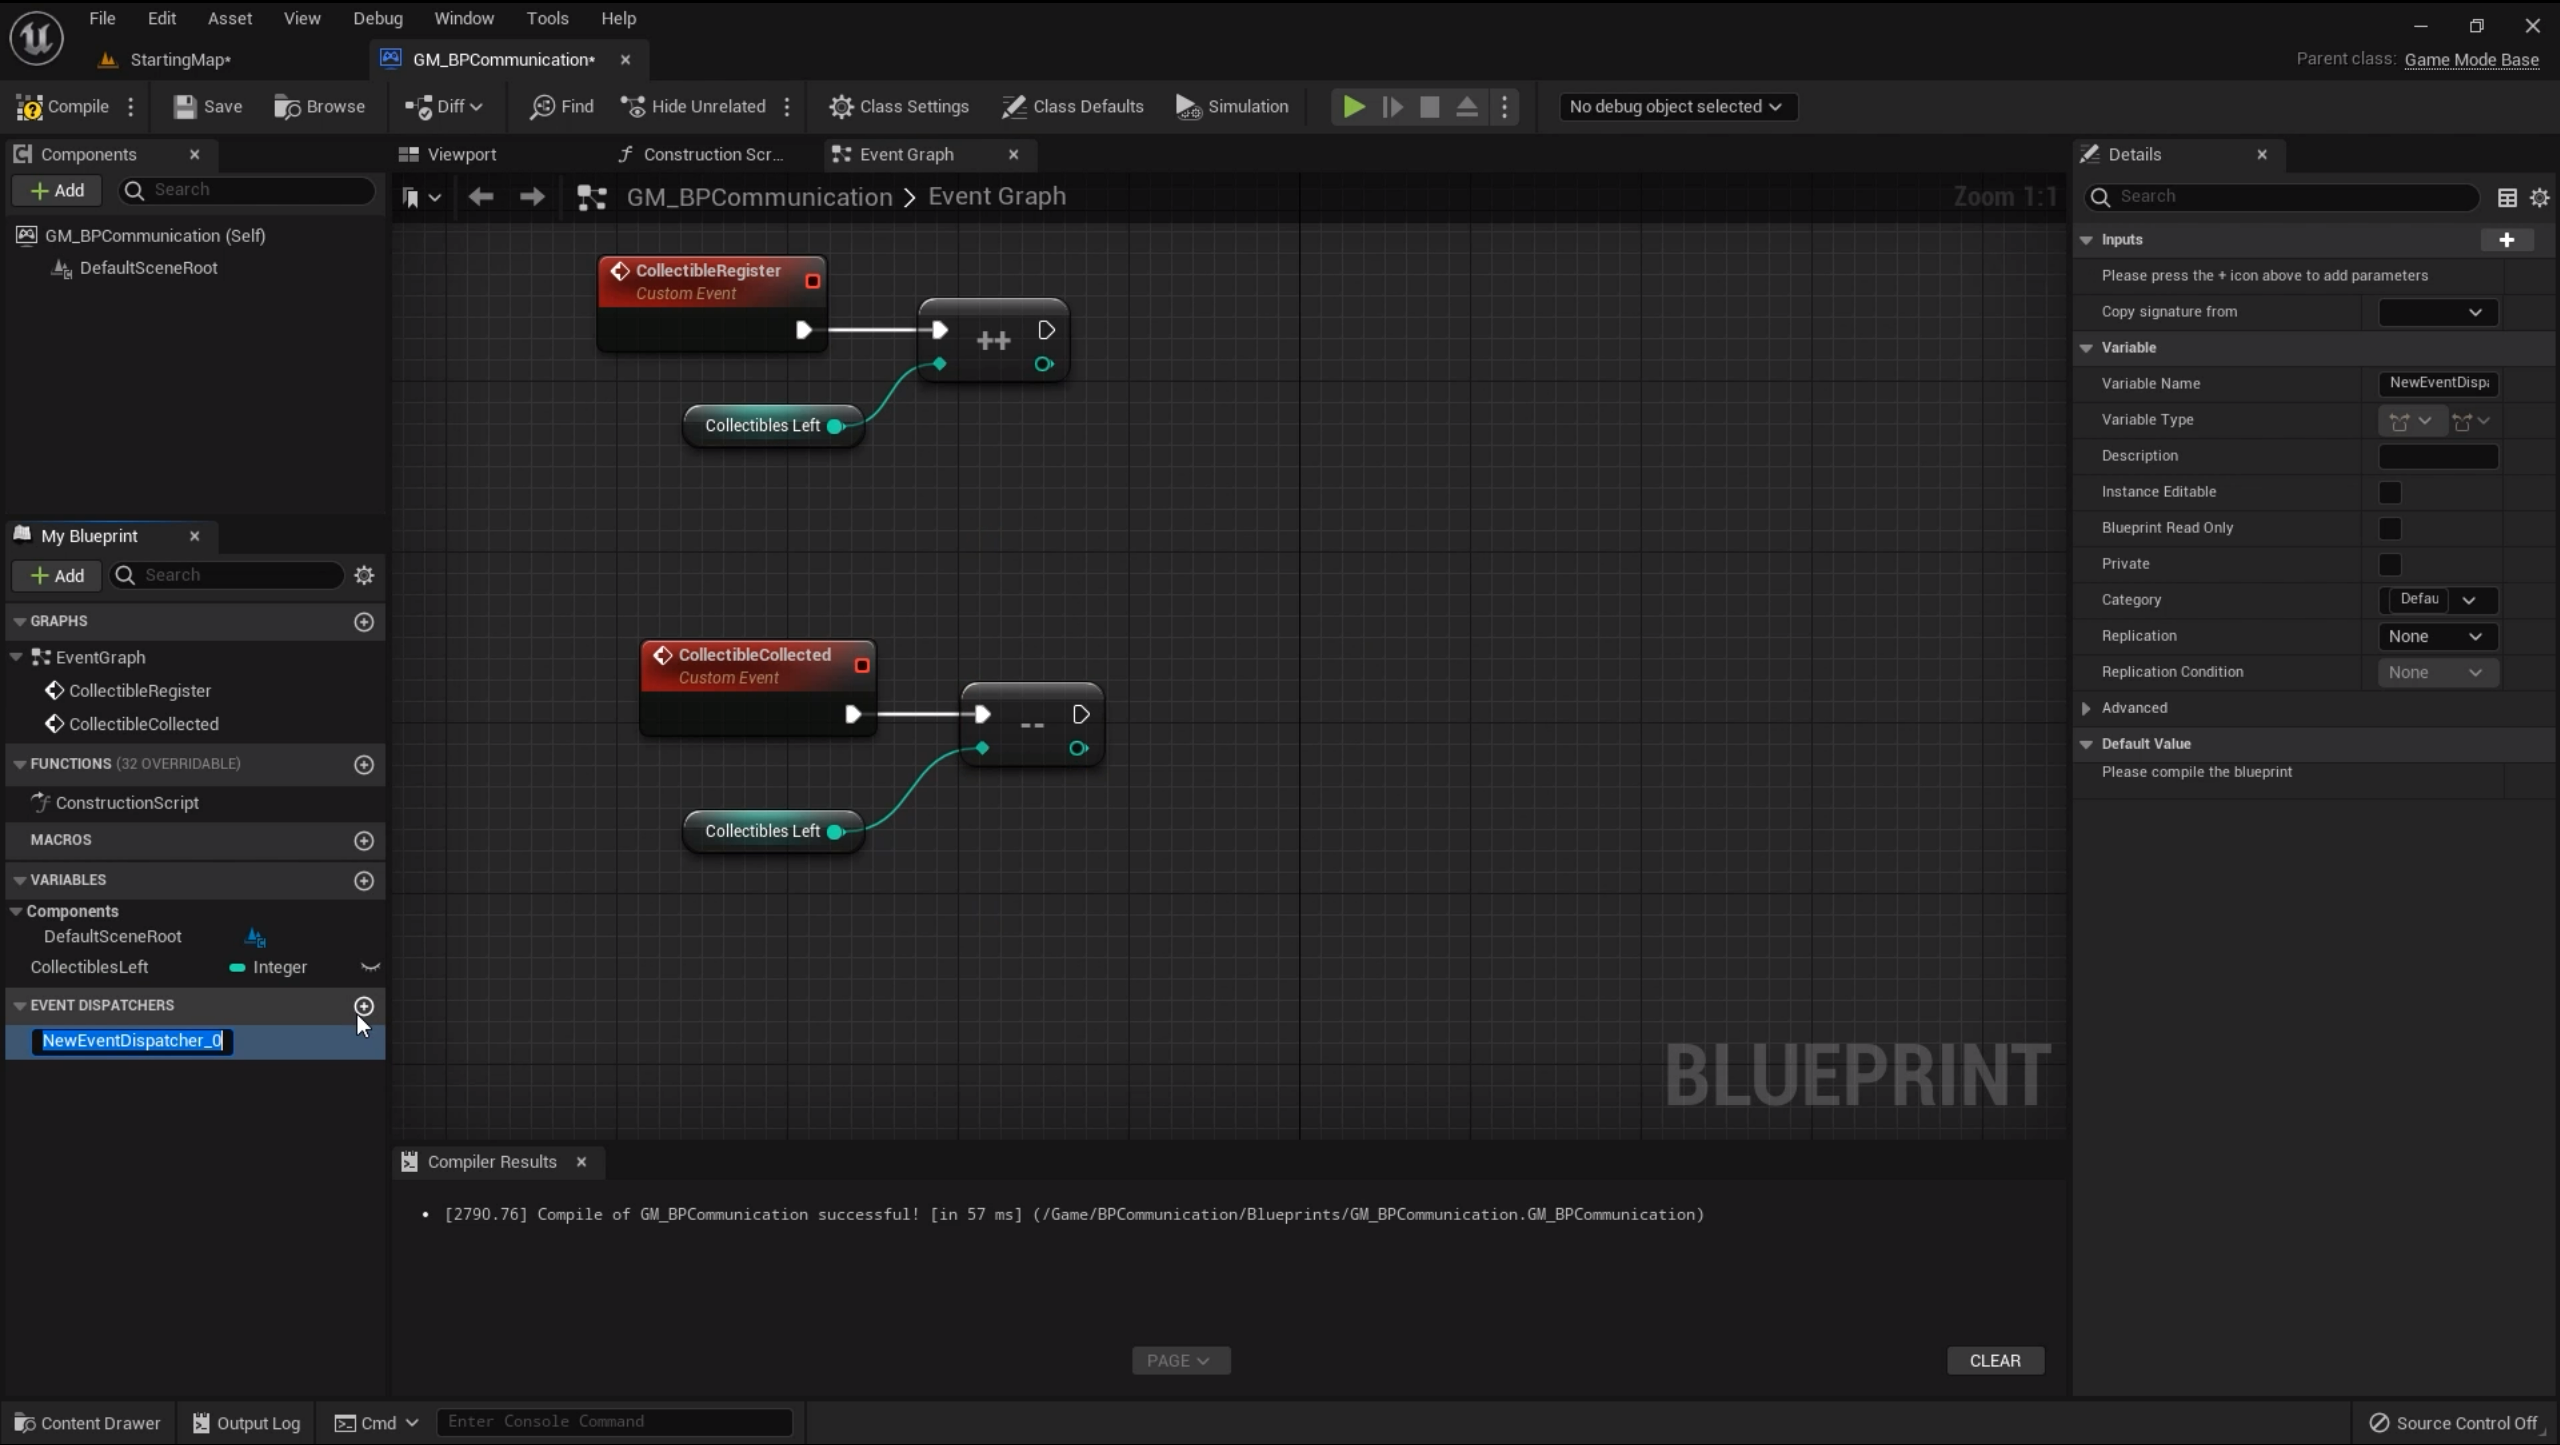 File Edit Asset View Debug Window Tools Help
StartingMap*
GM_BPCommunication*
Parent class: Game Mode Base
Compile
Save
Browse
Diff
Find
Hide Unrelated
Class Settings
Class Defaults
Simulation
No debug object selected
Components
Add
Search
GM_BPCommunication (Self)
DefaultSceneRoot
My Blueprint
Add
Search
GRAPHS
EventGraph
CollectibleRegister
CollectibleCollected
FUNCTIONS (32 OVERRIDABLE)
ConstructionScript
MACROS
VARIABLES
Components
DefaultSceneRoot
CollectiblesLeft Integer
EVENT DISPATCHERS
NewEventDispatcher_0
Viewport
Construction Scr...
Event Graph
GM_BPCommunication > Event Graph
Zoom 1:1
CollectibleRegister
Custom Event
++
Collectibles Left
CollectibleCollected
Custom Event
--
Collectibles Left
BLUEPRINT
Compiler Results
• [2790.76] Compile of GM_BPCommunication successful! [in 57 ms] (/Game/BPCommunication/Blueprints/GM_BPCommunication.GM_BPCommunication)
PAGE
CLEAR
Details
Search
Inputs
Please press the + icon above to add parameters
Copy signature from
Variable
Variable Name NewEventDispa
Variable Type
Description
Instance Editable
Blueprint Read Only
Private
Category Defau
Replication None
Replication Condition None
Advanced
Default Value
Please compile the blueprint
Content Drawer
Output Log
Cmd
Enter Console Command
Source Control Off